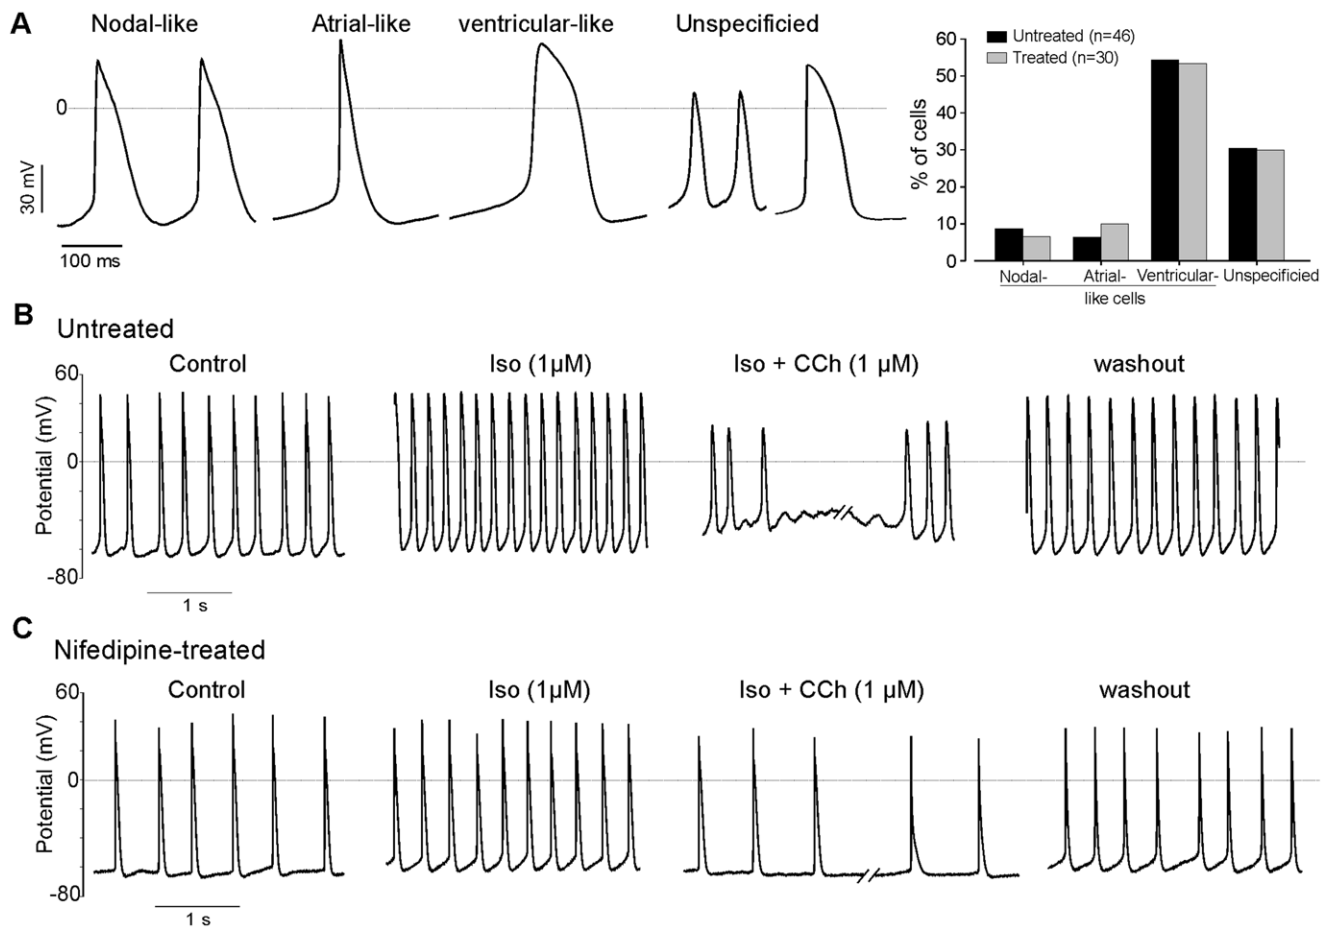 A
Nodal-like Atrial-like ventricular-like Unspecificied
0
30 mV
100 ms
Untreated (n=46)
Treated (n=30)
% of cells
60
50
40
30
20
10
0
Nodal- Atrial- Ventricular- Unspecificied
like cells
B
Untreated
Control Iso (1µM) Iso + CCh (1 µM) washout
Potential (mV)
60
0
-80
1 s
C
Nifedipine-treated
Control Iso (1µM) Iso + CCh (1 µM) washout
Potential (mV)
60
0
-80
1 s